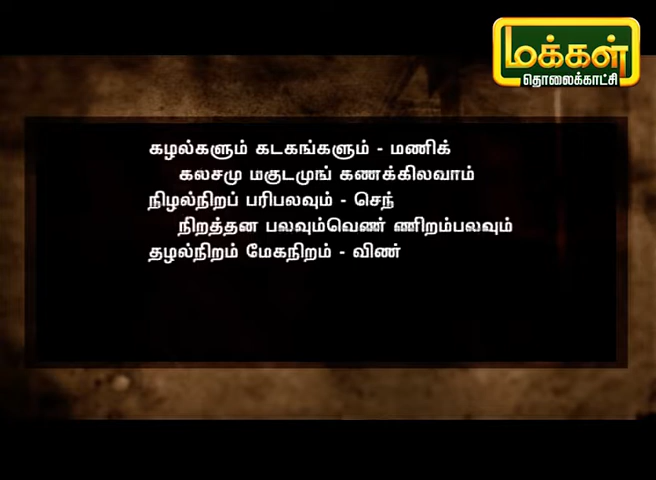 மக்கள்
தொலைக்காட்சி
கழல்களும் கடகங்களும் - மணிக்
கலசமு மகுடமுங் கணக்கிலவாம்
நிழல்நிறப் பரிபலவும் - செந்
நிறத்தன பலவும்வெண் ணிறம்பலவும்
தழல்நிறம் மேகநிறம் - விண்